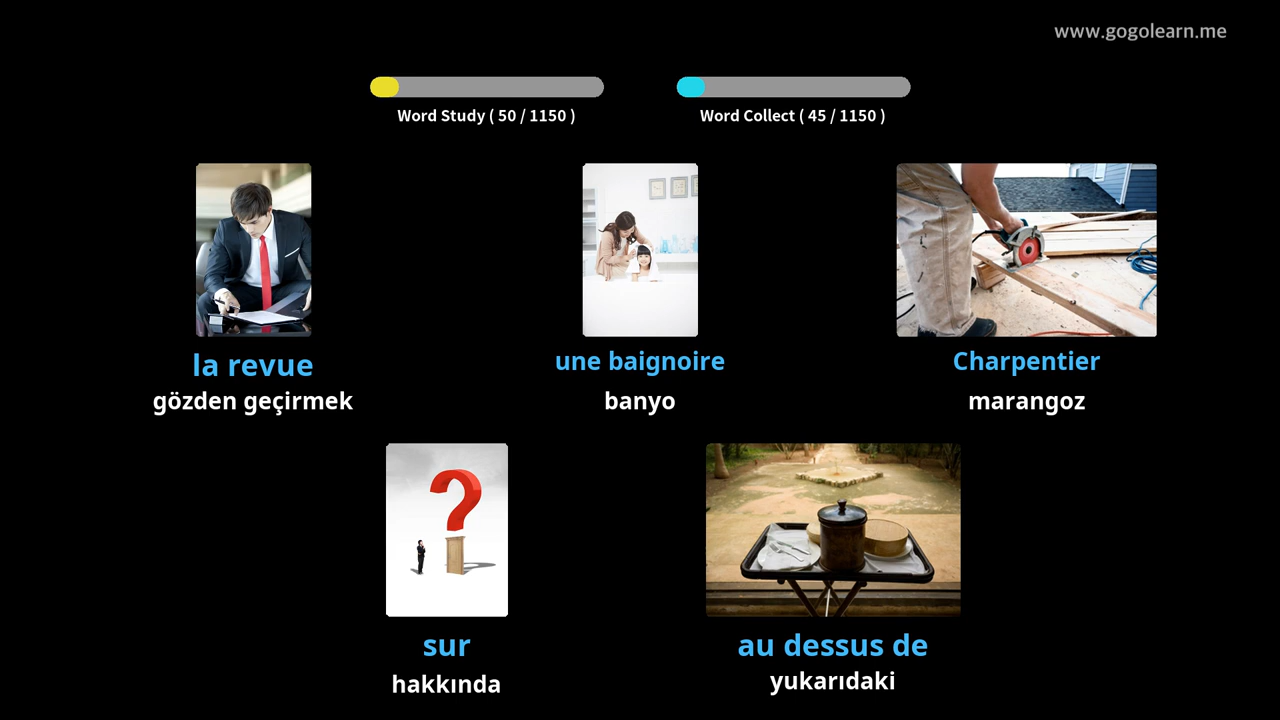 www.gogolearn.me
Word Study ( 50 / 1150 )
Word Collect ( 45 / 1150 )
la revue
gözden geçirmek
une baignoire
banyo
Charpentier
marangoz
sur
hakkında
au dessus de
yukarıdaki